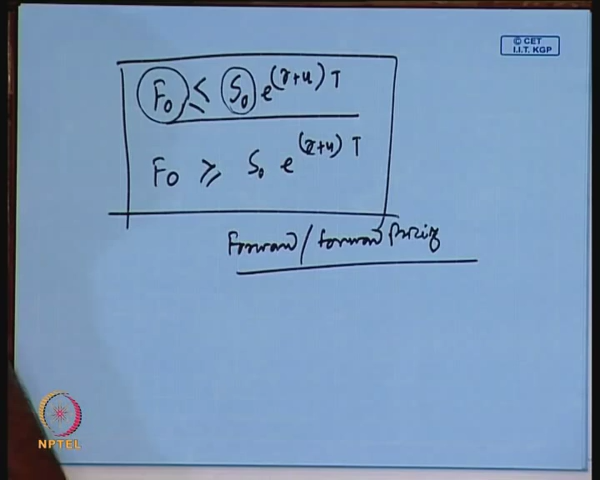 © CET
I.I.T. KGP
F₀ ≤ S₀ e^(r+u) T
F₀ ≥ S₀ e^(r+u) T
Forward / forward Pricing
NPTEL